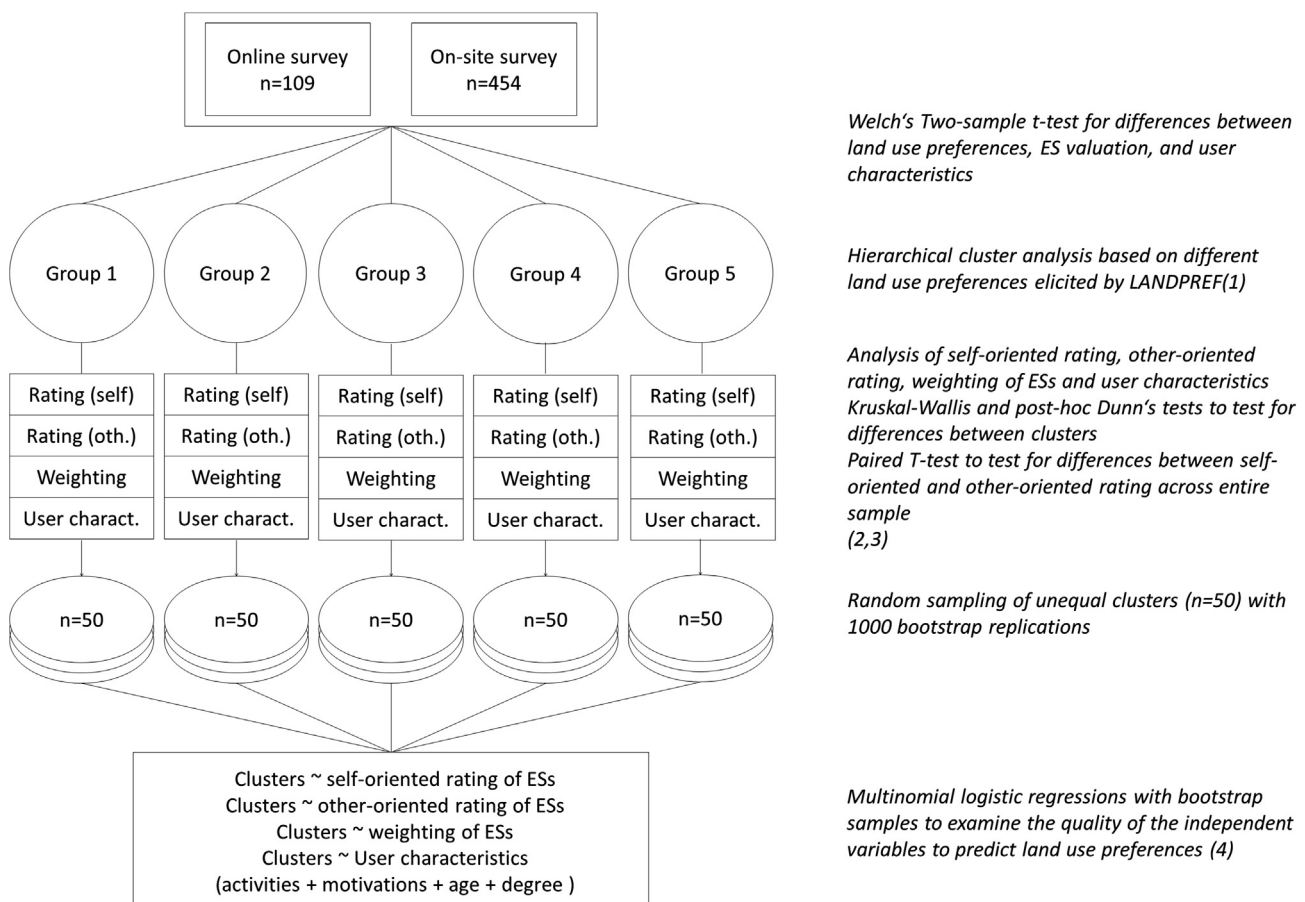 Online survey
n=109
On-site survey
n=454
Welch's Two-sample t-test for differences between
land use preferences, ES valuation, and user
characteristics
Group 1
Group 2
Group 3
Group 4
Group 5
Hierarchical cluster analysis based on different
land use preferences elicited by LANDPREF(1)
Rating (self)
Rating (oth.)
Weighting
User charact.
Rating (self)
Rating (oth.)
Weighting
User charact.
Rating (self)
Rating (oth.)
Weighting
User charact.
Rating (self)
Rating (oth.)
Weighting
User charact.
Rating (self)
Rating (oth.)
Weighting
User charact.
Analysis of self-oriented rating, other-oriented
rating, weighting of ESs and user characteristics
Kruskal-Wallis and post-hoc Dunn's tests to test for
differences between clusters
Paired T-test to test for differences between self-
oriented and other-oriented rating across entire
sample
(2,3)
n=50
n=50
n=50
n=50
n=50
Random sampling of unequal clusters (n=50) with
1000 bootstrap replications
Clusters ~ self-oriented rating of ESs
Clusters ~ other-oriented rating of ESs
Clusters ~ weighting of ESs
Clusters ~ User characteristics
(activities + motivations + age + degree )
Multinomial logistic regressions with bootstrap
samples to examine the quality of the independent
variables to predict land use preferences (4)